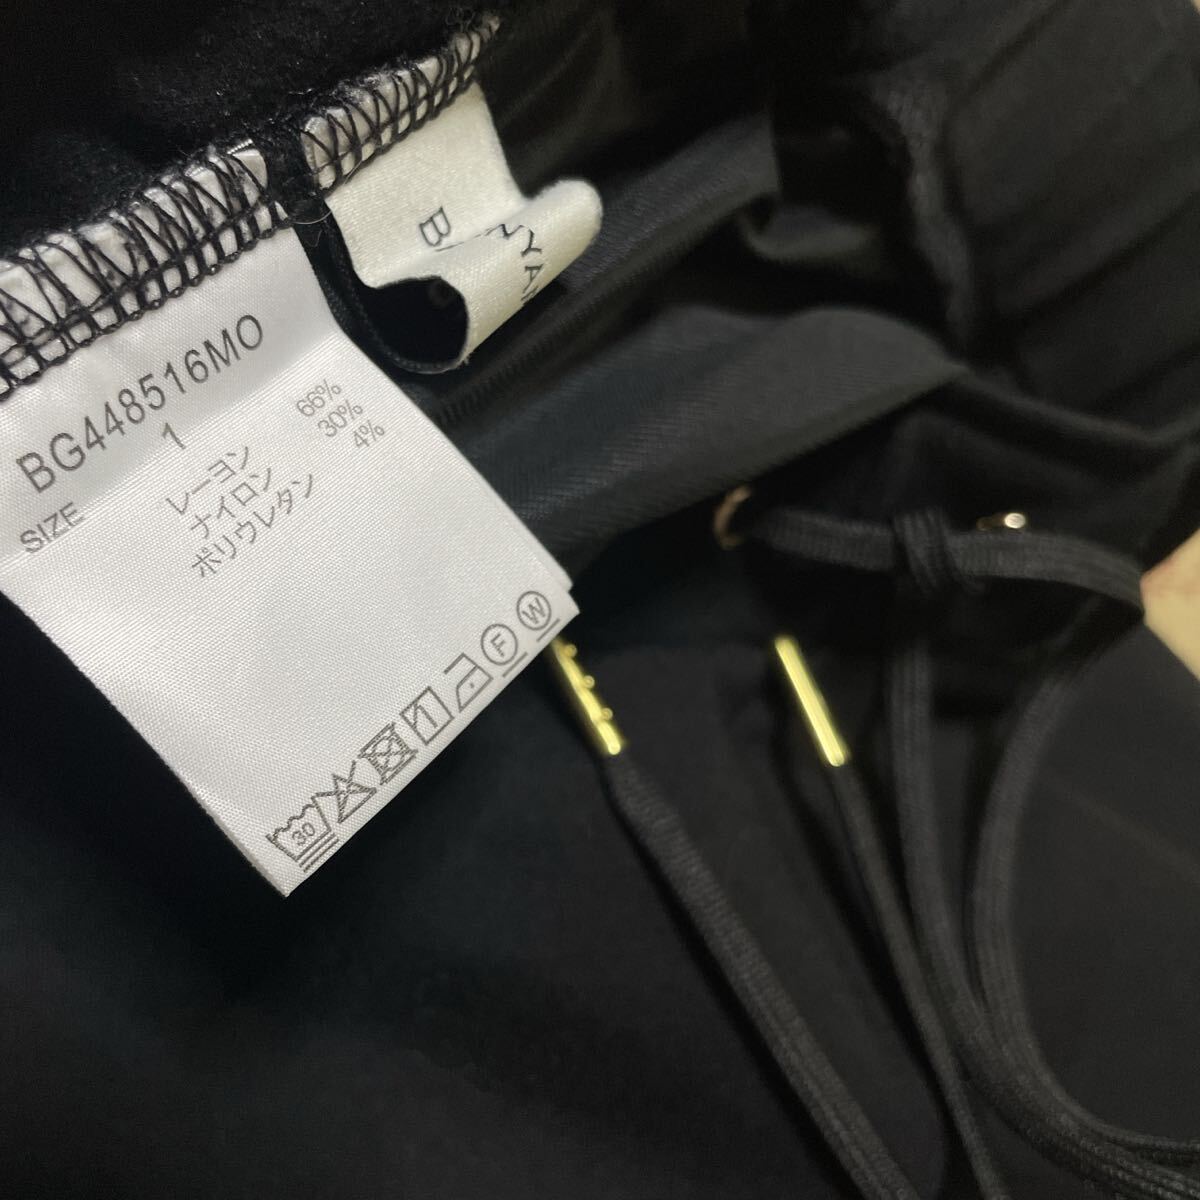 BG448516MO
SIZE 1
レーヨン 66%
ナイロン 30%
ポリウレタン 4%
30
F
W
B